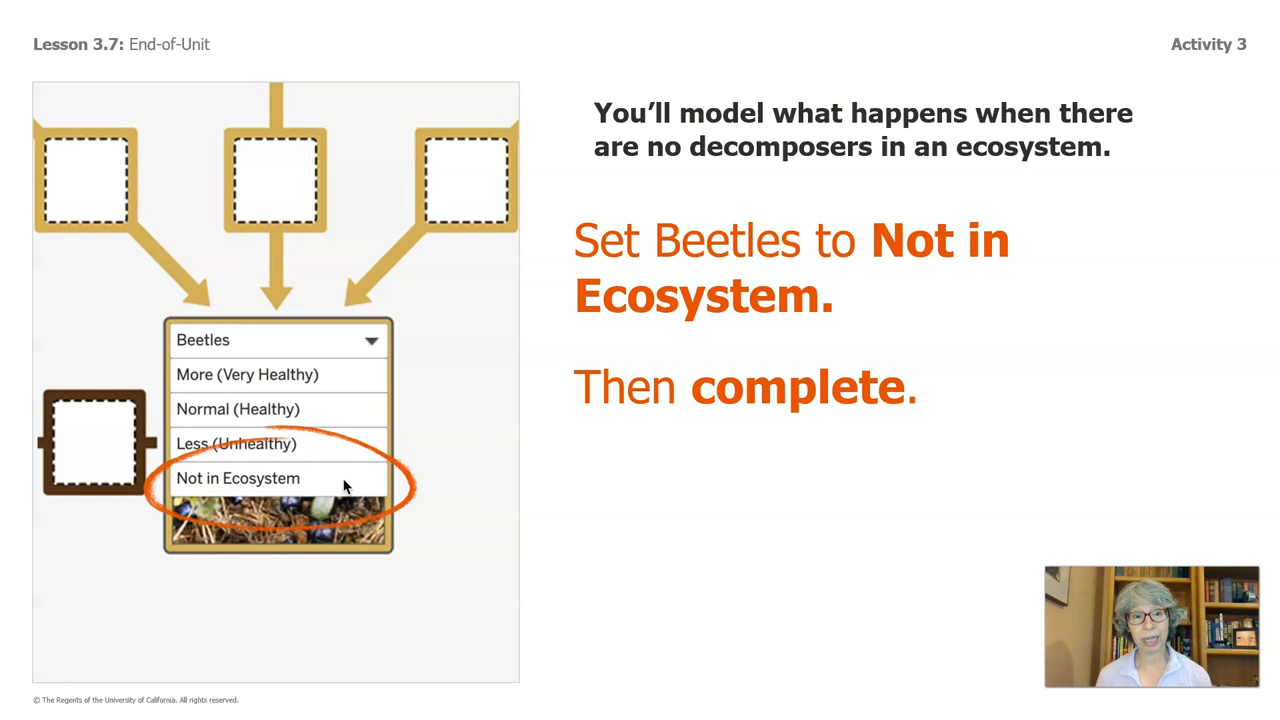 Lesson 3.7: End-of-Unit
Activity 3
You’ll model what happens when there
are no decomposers in an ecosystem.
Set Beetles to Not in
Ecosystem.
Then complete.
Beetles
More (Very Healthy)
Normal (Healthy)
Less (Unhealthy)
Not in Ecosystem
© The Regents of the University of California. All rights reserved.